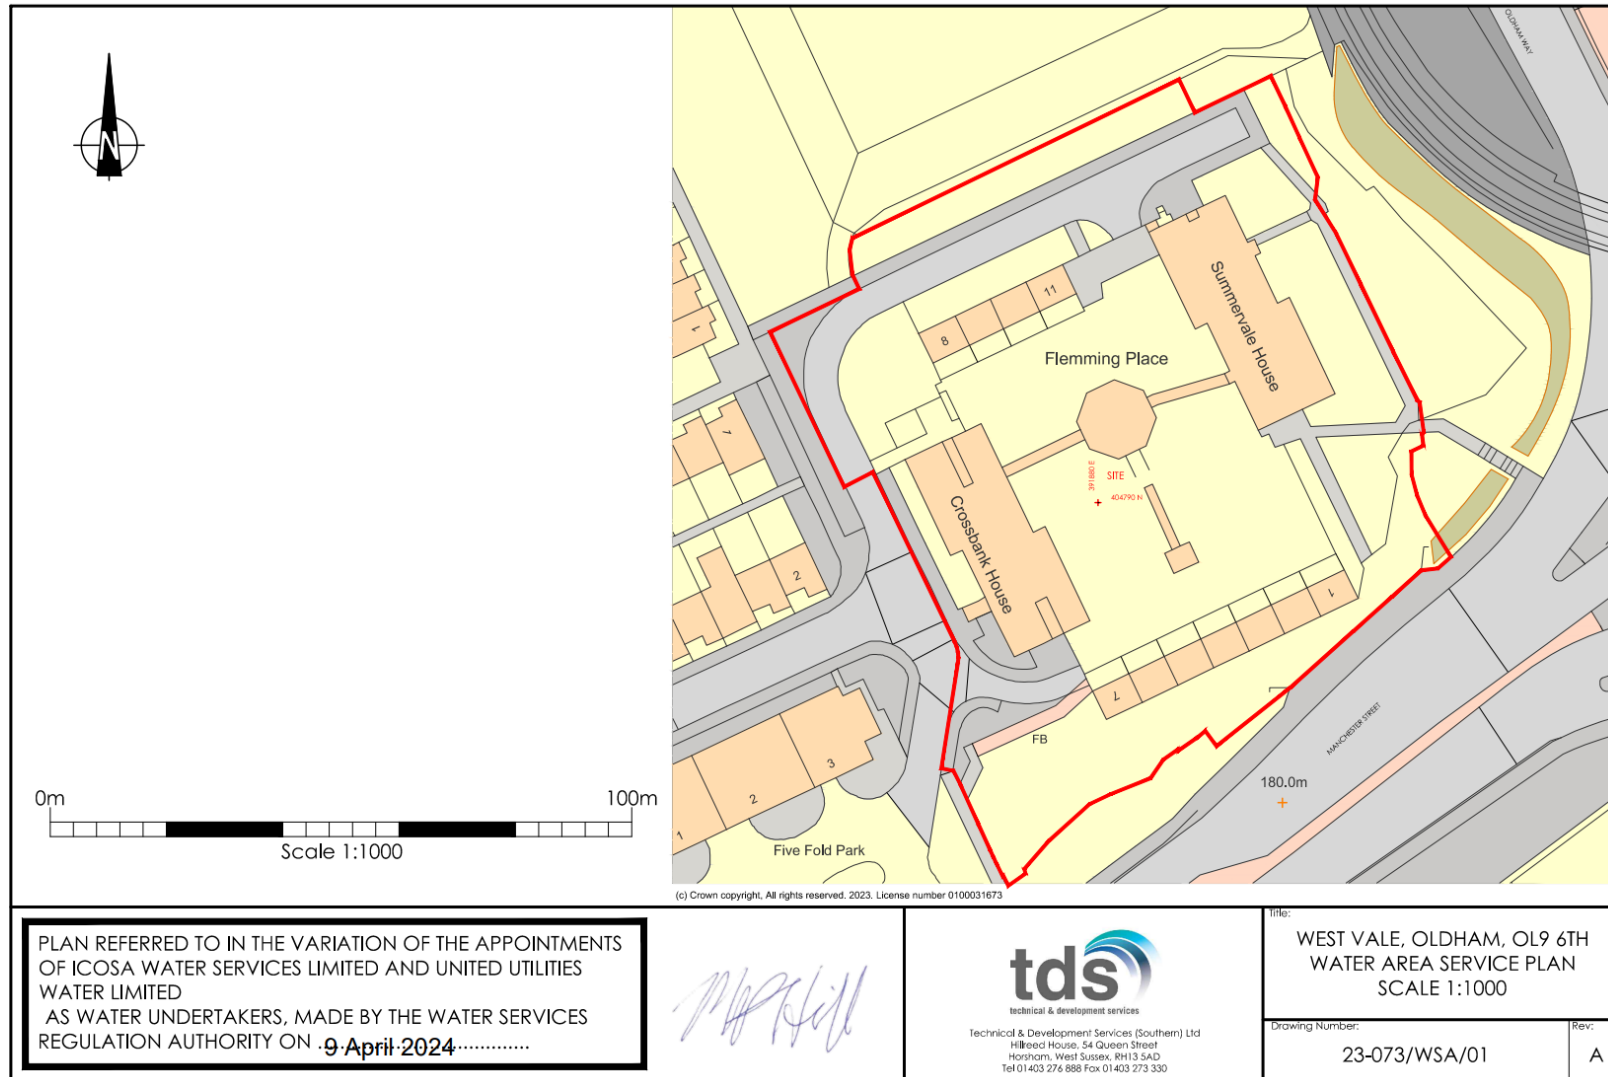 N
0m
100m
Scale 1:1000
OLDHAM WAY
1
11
8
Summervale House
Flemming Place
1
SITE
391680 E
404790 N
Crossbank House
2
1
7
FB
MANCHESTER STREET
180.0m
3
2
1
Five Fold Park
(c) Crown copyright, All rights reserved. 2023. License number 0100031673
PLAN REFERRED TO IN THE VARIATION OF THE APPOINTMENTS
OF ICOSA WATER SERVICES LIMITED AND UNITED UTILITIES
WATER LIMITED
AS WATER UNDERTAKERS, MADE BY THE WATER SERVICES
REGULATION AUTHORITY ON 9 April 2024
tds
technical & development services
Technical & Development Services (Southern) Ltd
Hillreed House, 54 Queen Street
Horsham, West Sussex, RH13 5AD
Tel 01403 276 888 Fax 01403 273 330
Title:
WEST VALE, OLDHAM, OL9 6TH
WATER AREA SERVICE PLAN
SCALE 1:1000
Drawing Number:
23-073/WSA/01
Rev:
A